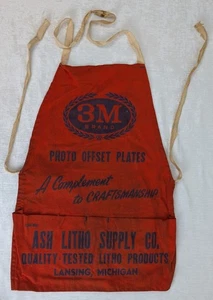 3M
BRAND
PHOTO OFFSET PLATES
A Complement
to CRAFTSMANSHIP
ASH LITHO SUPPLY CO.
QUALITY TESTED LITHO PRODUCTS
LANSING, MICHIGAN